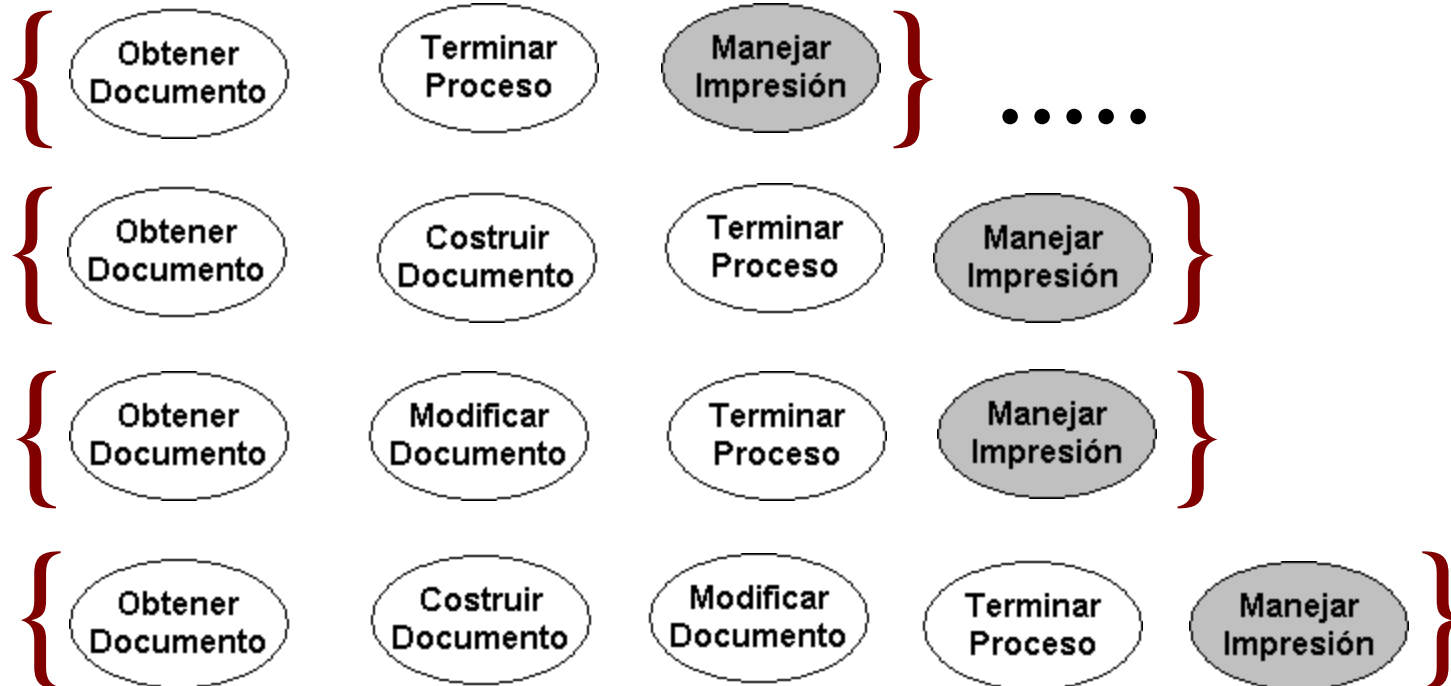 { Obtener
Documento
Terminar
Proceso
Manejar
Impresión } .....
{ Obtener
Documento
Costruir
Documento
Terminar
Proceso
Manejar
Impresión }
{ Obtener
Documento
Modificar
Documento
Terminar
Proceso
Manejar
Impresión }
{ Obtener
Documento
Costruir
Documento
Modificar
Documento
Terminar
Proceso
Manejar
Impresión }